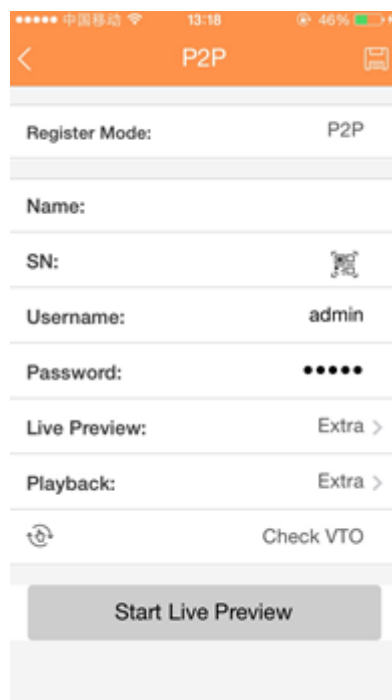 中国移动 13:18 46%
P2P
Register Mode: P2P
Name:
SN:
Username: admin
Password: •••••
Live Preview: Extra >
Playback: Extra >
Check VTO
Start Live Preview